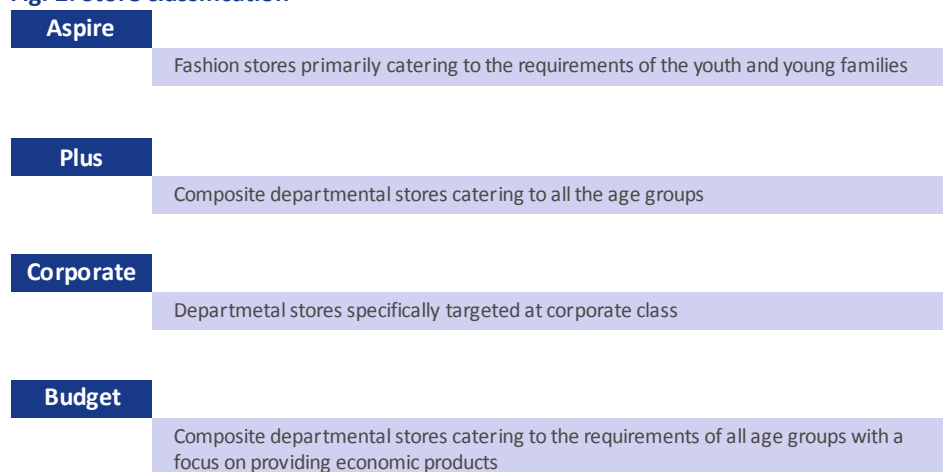 Aspire
Fashion stores primarily catering to the requirements of the youth and young families
Plus
Composite departmental stores catering to all the age groups
Corporate
Departmetal stores specifically targeted at corporate class
Budget
Composite departmental stores catering to the requirements of all age groups with a
focus on providing economic products